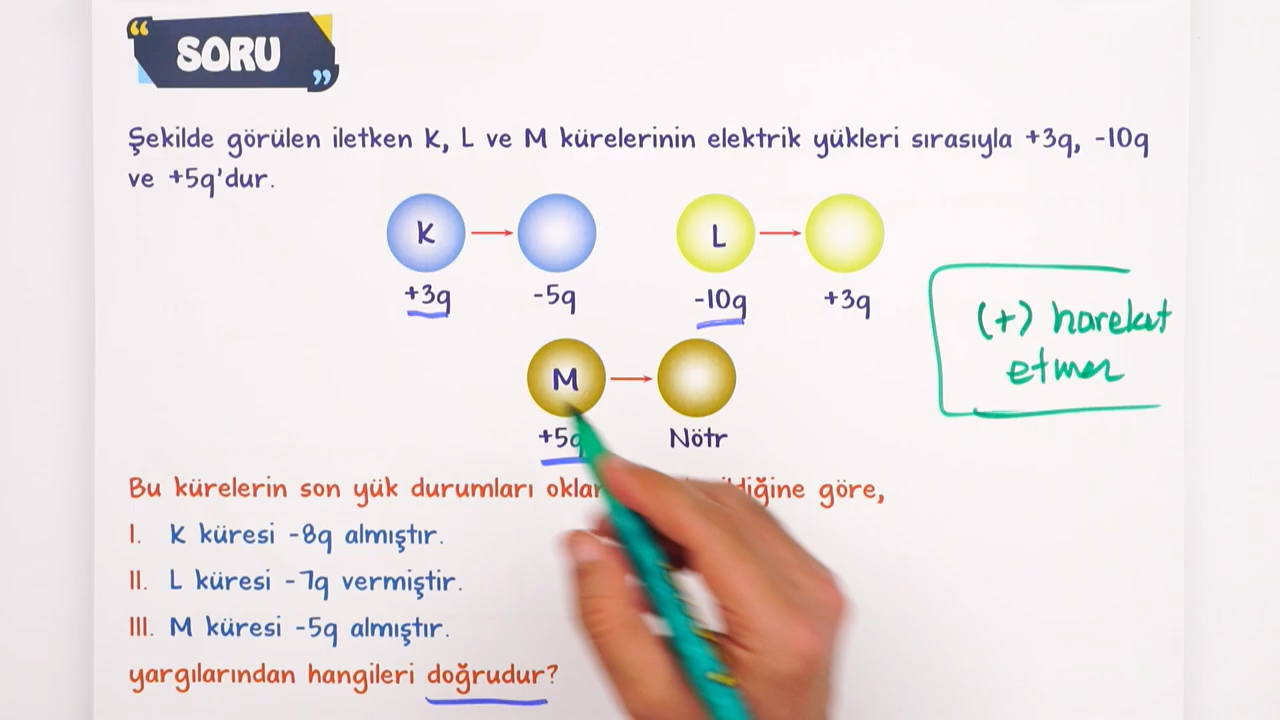 SORU
Şekilde görülen iletken K, L ve M kürelerinin elektrik yükleri sırasıyla +3q, -10q
ve +5q'dur.
K L
+3q -5q -10q +3q
(+) hareket
etmez
M
+5q Nötr
Bu kürelerin son yük durumları göre,
I. K küresi -8q almıştır.
II. L küresi -7q vermiştir.
III. M küresi -5q almıştır.
yargılarından hangileri doğrudur?